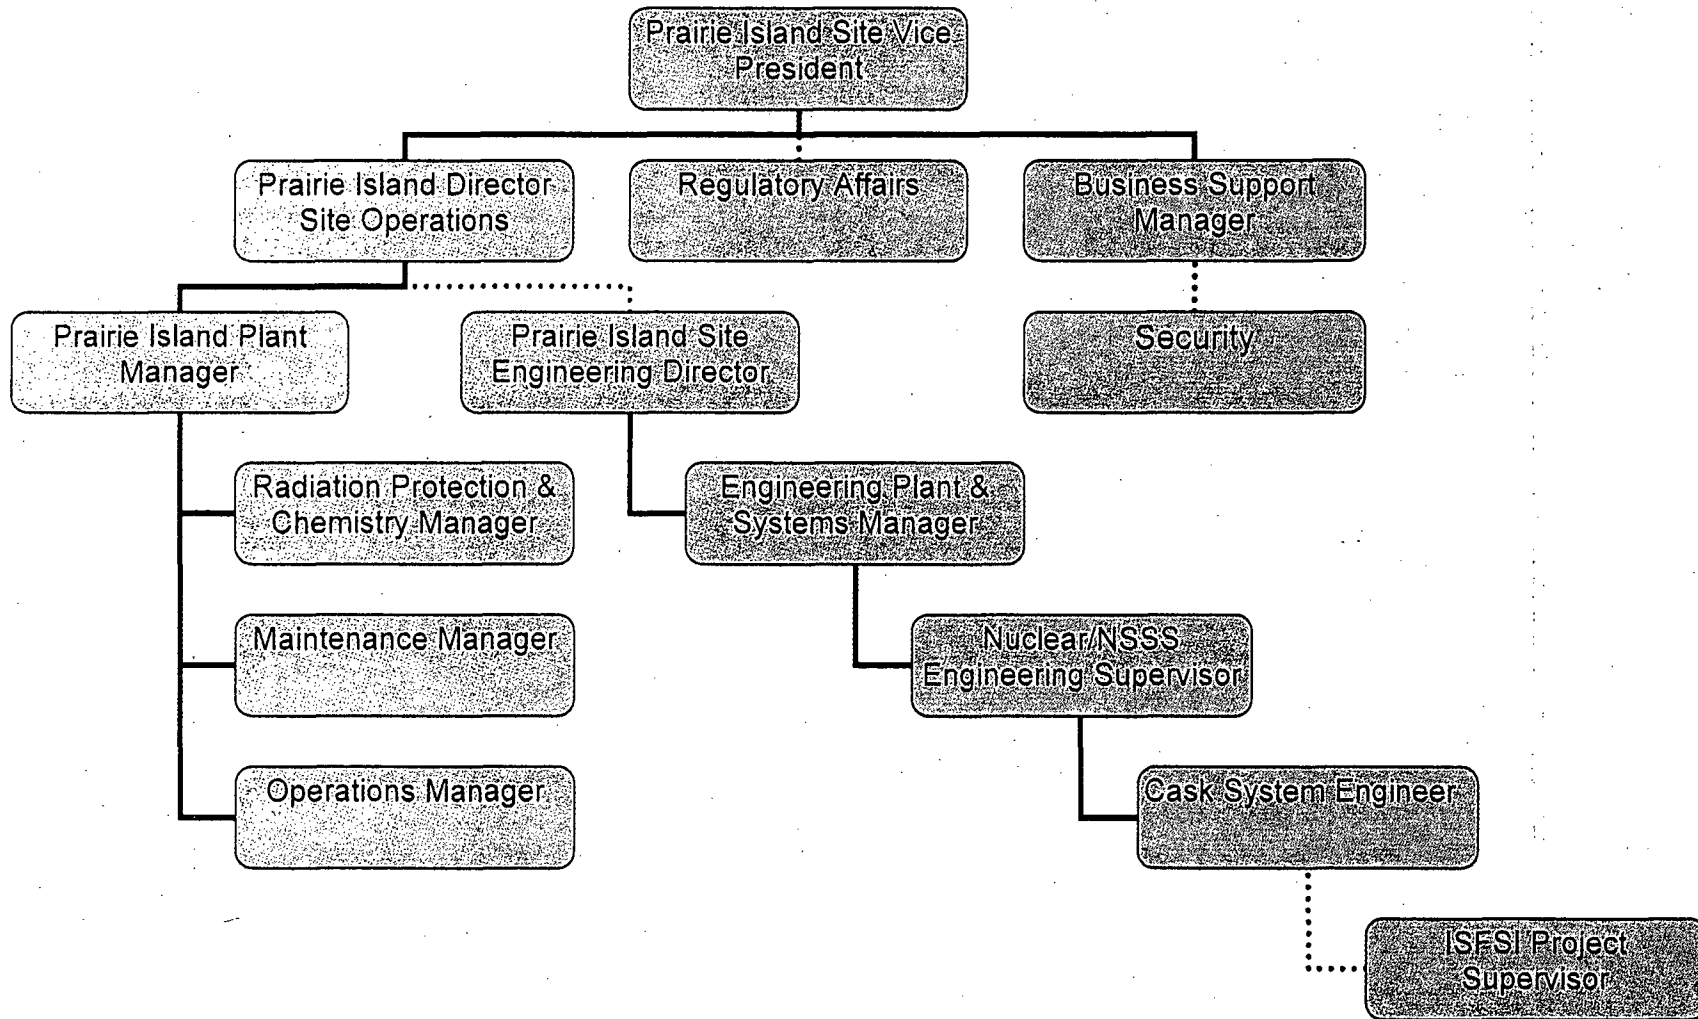 Prairie Island Site Vice
President
Prairie Island Director
Site Operations
Regulatory Affairs
Business Support
Manager
Prairie Island Plant
Manager
Prairie Island Site
Engineering Director
Security
Radiation Protection &
Chemistry Manager
Engineering Plant &
Systems Manager
Maintenance Manager
Nuclear/NSSS
Engineering Supervisor
Operations Manager
Cask System Engineer
ISFSI Project
Supervisor